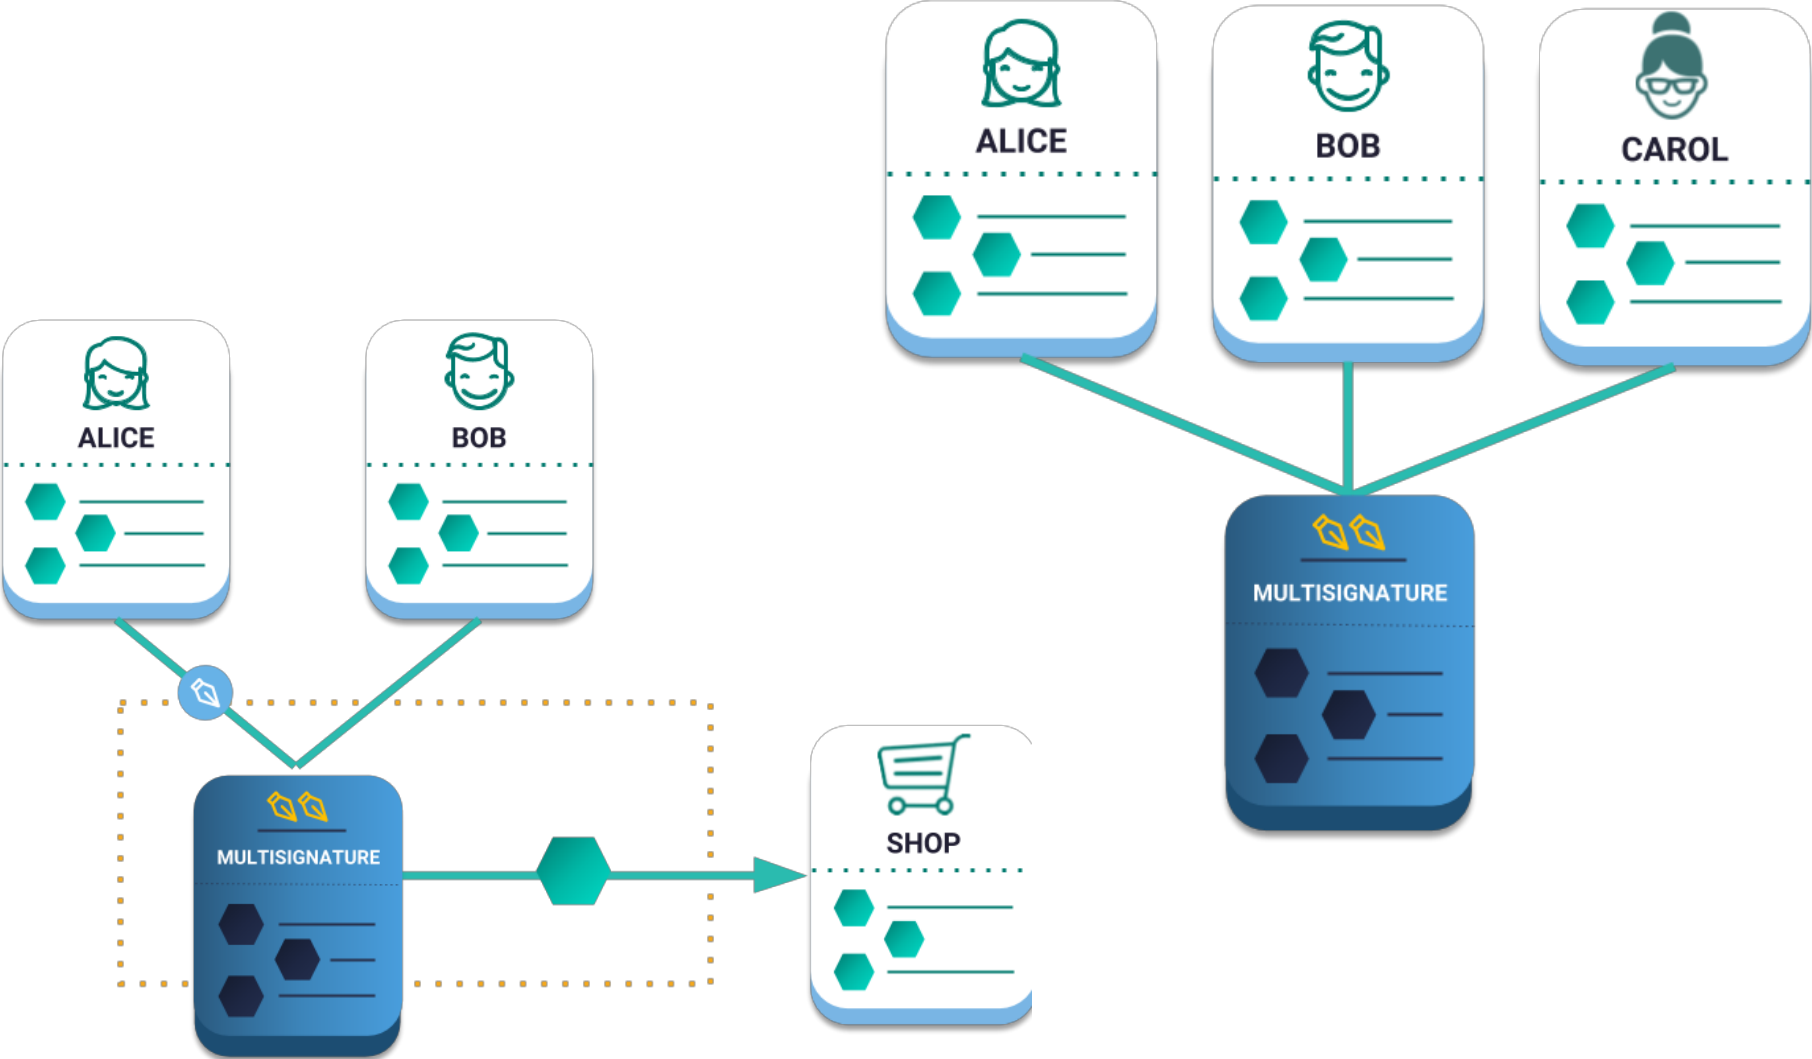 ALICE
BOB
CAROL
MULTISIGNATURE
ALICE
BOB
MULTISIGNATURE
SHOP